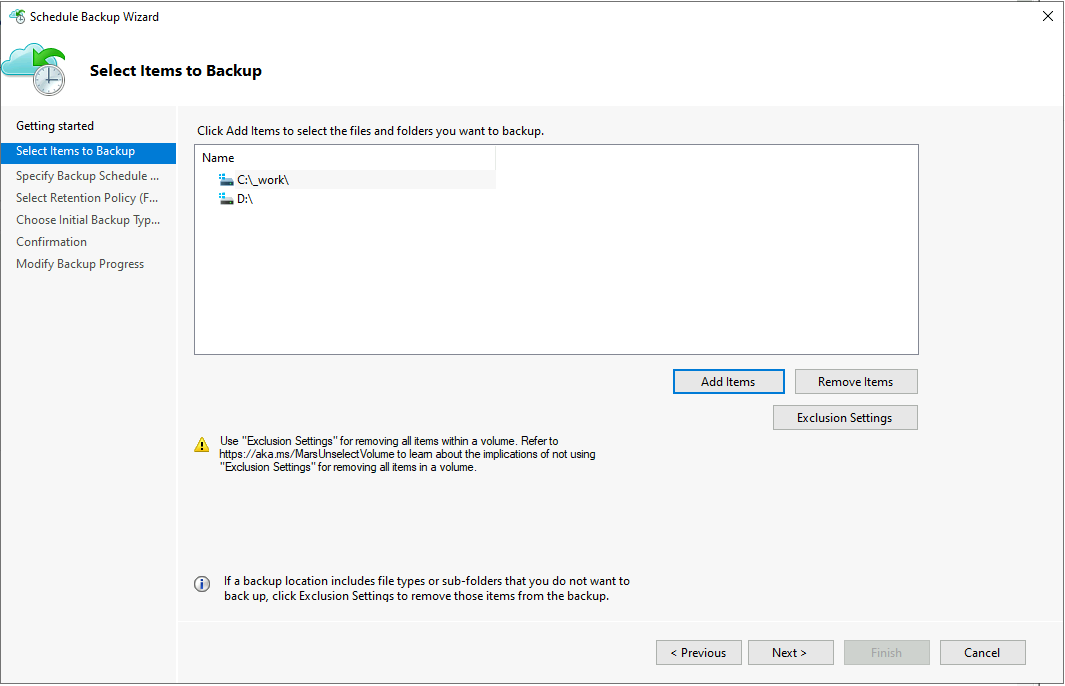 Schedule Backup Wizard
Select Items to Backup
Getting started
Select Items to Backup
Specify Backup Schedule ...
Select Retention Policy (F...
Choose Initial Backup Typ...
Confirmation
Modify Backup Progress
Click Add Items to select the files and folders you want to backup.
Name
C:\_work\
D:\
Add Items
Remove Items
Exclusion Settings
Use "Exclusion Settings" for removing all items within a volume. Refer to
https://aka.ms/MarsUnselectVolume to learn about the implications of not using
"Exclusion Settings" for removing all items in a volume.
If a backup location includes file types or sub-folders that you do not want to
back up, click Exclusion Settings to remove those items from the backup.
< Previous
Next >
Finish
Cancel